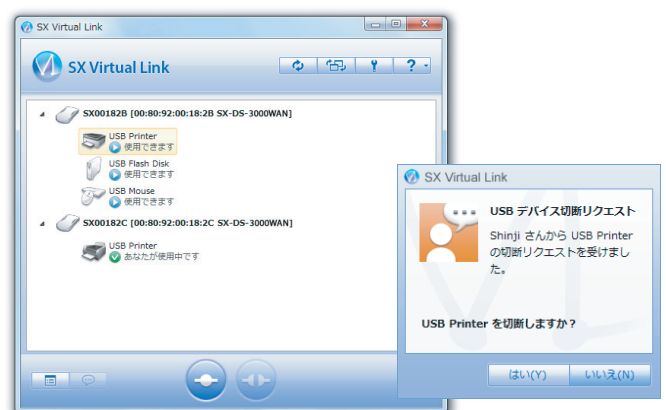 SX Virtual Link
SX Virtual Link
?
SX00182B [00:80:92:00:18:2B SX-DS-3000WAN]
USB Printer
使用できます
USB Flash Disk
使用できます
USB Mouse
使用できます
SX00182C [00:80:92:00:18:2C SX-DS-3000WAN]
USB Printer
あなたが使用中です
SX Virtual Link
USB デバイス切断リクエスト
Shinji さんから USB Printer
の切断リクエストを受けまし
た。
USB Printer を切断しますか？
はい(Y)
いいえ(N)